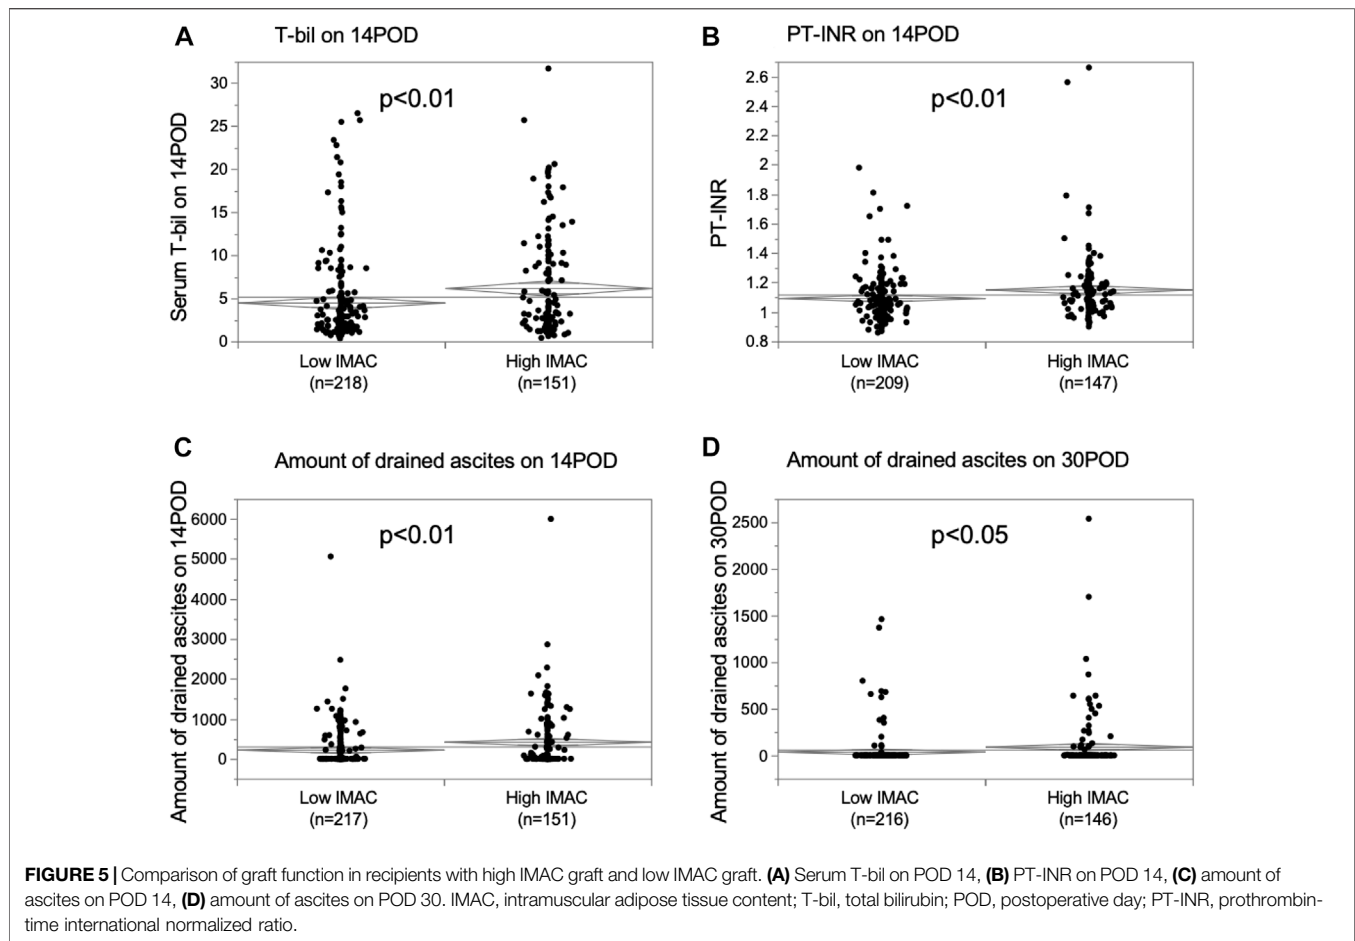 A T-bil on 14POD
p<0.01
Serum T-bil on 14POD
30
25
20
15
10
5
0
Low IMAC High IMAC
(n=218) (n=151)
B PT-INR on 14POD
p<0.01
PT-INR
2.6
2.4
2.2
2
1.8
1.6
1.4
1.2
1
0.8
Low IMAC High IMAC
(n=209) (n=147)
C Amount of drained ascites on 14POD
p<0.01
Amount of drained ascites on 14POD
6000
5000
4000
3000
2000
1000
0
Low IMAC High IMAC
(n=217) (n=151)
D Amount of drained ascites on 30POD
p<0.05
Amount of drained ascites on 30POD
2500
2000
1500
1000
500
0
Low IMAC High IMAC
(n=216) (n=146)
FIGURE 5 | Comparison of graft function in recipients with high IMAC graft and low IMAC graft. (A) Serum T-bil on POD 14, (B) PT-INR on POD 14, (C) amount of
ascites on POD 14, (D) amount of ascites on POD 30. IMAC, intramuscular adipose tissue content; T-bil, total bilirubin; POD, postoperative day; PT-INR, prothrombin-
time international normalized ratio.